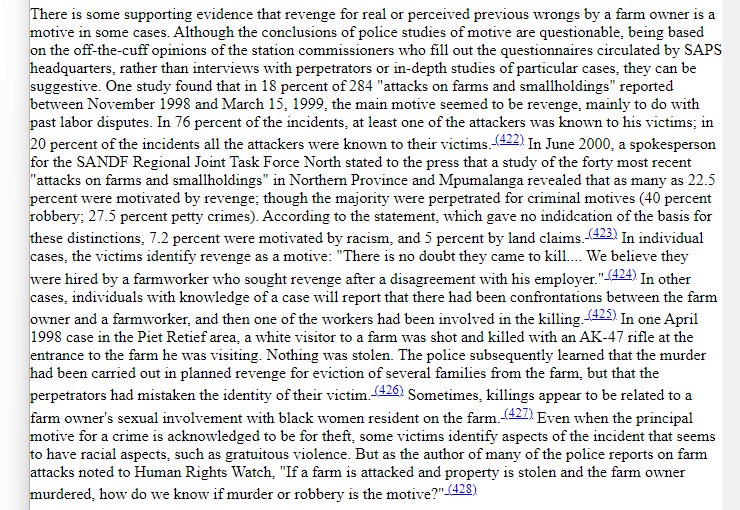 There is some supporting evidence that revenge for real or perceived previous wrongs by a farm owner is a
motive in some cases. Although the conclusions of police studies of motive are questionable, being based
on the off-the-cuff opinions of the station commissioners who fill out the questionnaires circulated by SAPS
headquarters, rather than interviews with perpetrators or in-depth studies of particular cases, they can be
suggestive. One study found that in 18 percent of 284 "attacks on farms and smallholdings" reported
between November 1998 and March 15, 1999, the main motive seemed to be revenge, mainly to do with
past labor disputes. In 76 percent of the incidents, at least one of the attackers was known to his victims; in
20 percent of the incidents all the attackers were known to their victims. (422) In June 2000, a spokesperson
for the SANDF Regional Joint Task Force North stated to the press that a study of the forty most recent
"attacks on farms and smallholdings" in Northern Province and Mpumalanga revealed that as many as 22.5
percent were motivated by revenge; though the majority were perpetrated for criminal motives (40 percent
robbery; 27.5 percent petty crimes). According to the statement, which gave no indidcation of the basis for
these distinctions, 7.2 percent were motivated by racism, and 5 percent by land claims. (423) In individual
cases, the victims identify revenge as a motive: "There is no doubt they came to kill.... We believe they
were hired by a farmworker who sought revenge after a disagreement with his employer." (424) In other
cases, individuals with knowledge of a case will report that there had been confrontations between the farm
owner and a farmworker, and then one of the workers had been involved in the killing. (425) In one April
1998 case in the Piet Retief area, a white visitor to a farm was shot and killed with an AK-47 rifle at the
entrance to the farm he was visiting. Nothing was stolen. The police subsequently learned that the murder
had been carried out in planned revenge for eviction of several families from the farm, but that the
perpetrators had mistaken the identity of their victim. (426) Sometimes, killings appear to be related to a
farm owner's sexual involvement with black women resident on the farm. (427) Even when the principal
motive for a crime is acknowledged to be for theft, some victims identify aspects of the incident that seems
to have racial aspects, such as gratuitous violence. But as the author of many of the police reports on farm
attacks noted to Human Rights Watch, "If a farm is attacked and property is stolen and the farm owner
murdered, how do we know if murder or robbery is the motive?" (428)